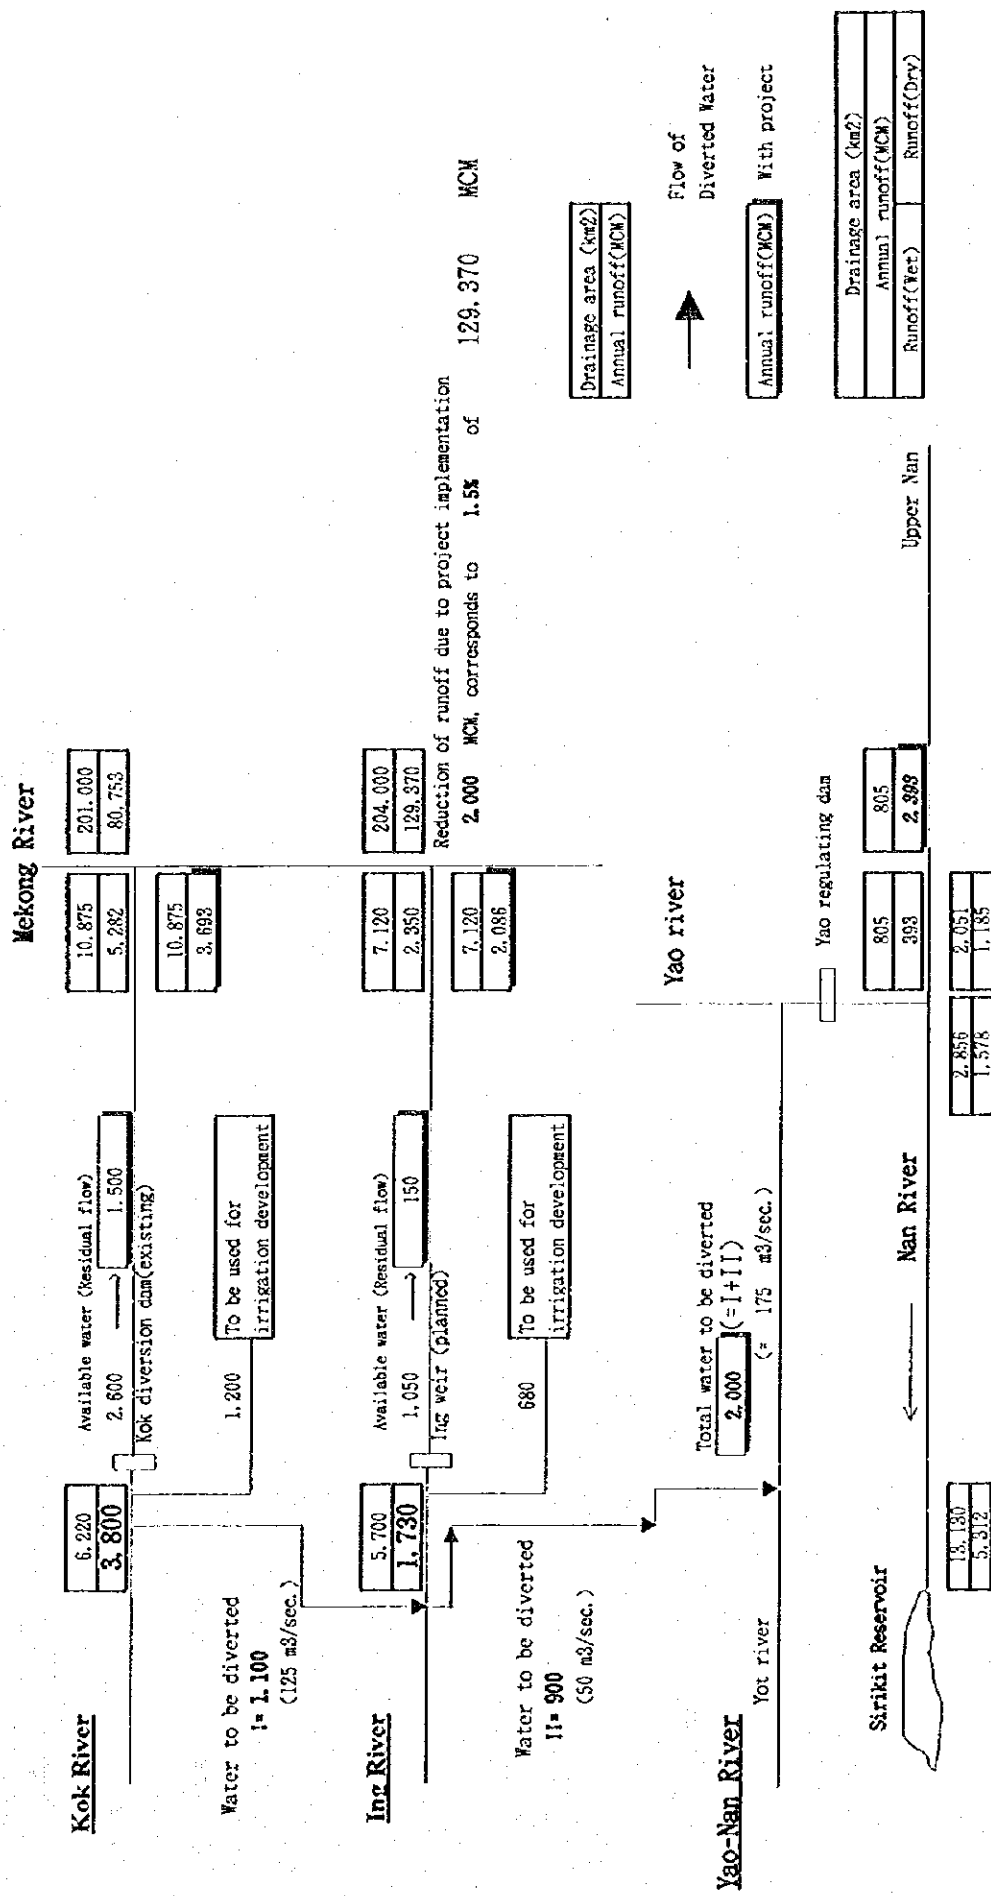 Mekong River
Kok River
6.220
3.800
Available water (Residual flow)
2.600
1.500
Kok diversion dam(existing)
10.875
5.282
201.000
80.753
10.875
3.693
1.200
To be used for
irrigation development
Water to be diverted
I= 1.100
(125 m3/sec.)
Ing River
5.700
1.730
Available water (Residual flow)
1,050
150
Ing weir (planned)
7.120
2.350
204.000
129.370
7.120
2.086
Reduction of runoff due to project implementation
2.000 MCM, corresponds to 1.5% of 129.370 MCM
680
To be used for
irrigation development
Water to be diverted
II= 900
(50 m3/sec.)
Drainage area (km2)
Annual runoff(MCM)
Flow of
Diverted Water
Annual runoff(MCM) With project
Drainage area (km2)
Annual runoff(MCM)
Runoff(Wet) Runoff(Dry)
Yao-Nan River
Yot river
Total water to be diverted
2,000 (=I+II)
(= 175 m3/sec.)
Yao river
Yao regulating dam
805
393
805
2.393
Upper Nan
Sirikit Reservoir
Nan River
13.130
5.312
2.856
1.578
2.051
1.185